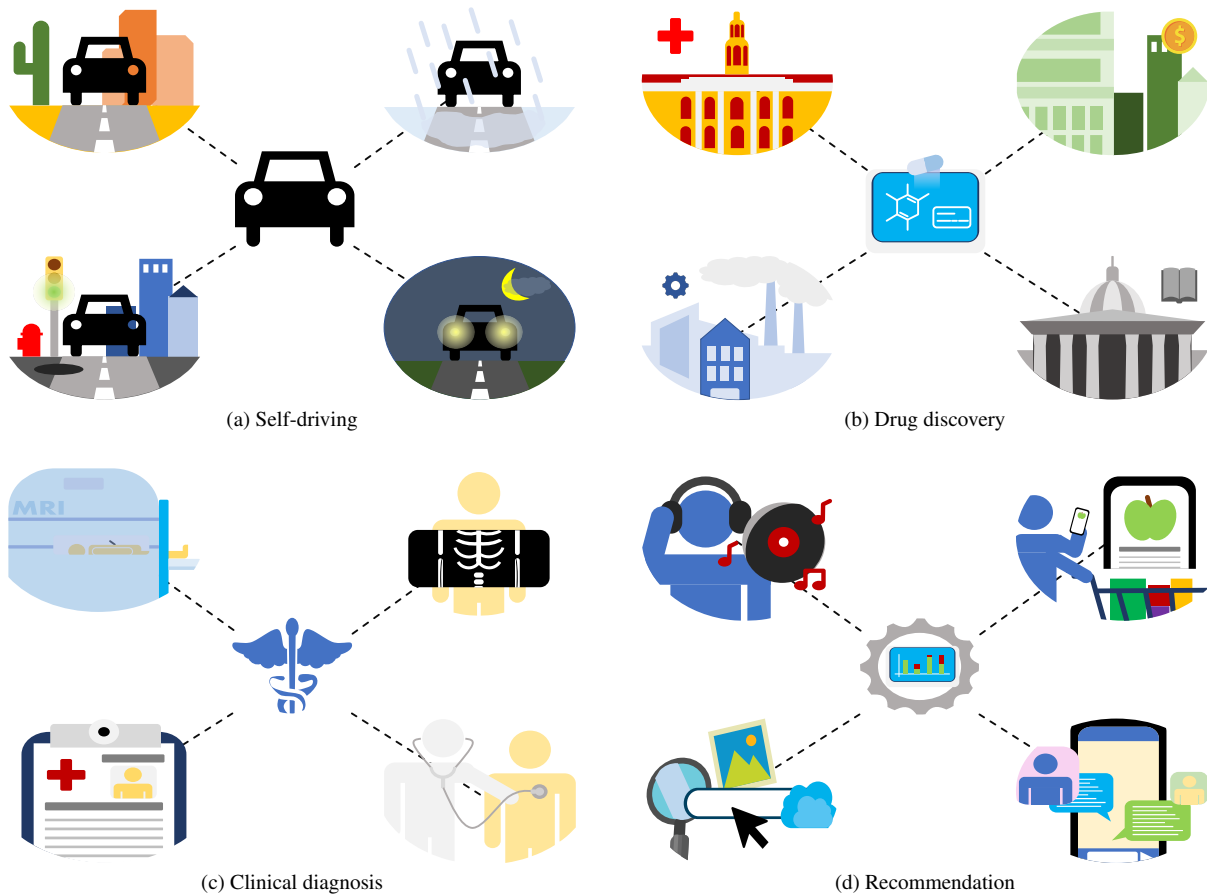 $
(a) Self-driving
(b) Drug discovery
MRI
(c) Clinical diagnosis
(d) Recommendation